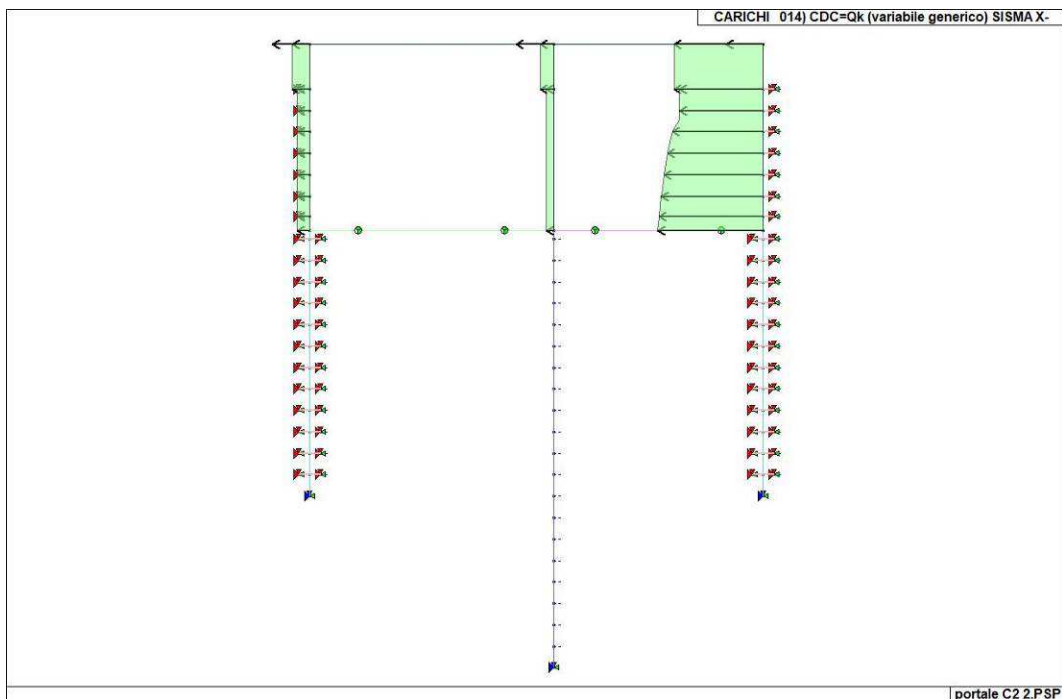 CARICHI 014) CDC=Qk (variabile generico) SISMA X-
portale C2 2.PSP